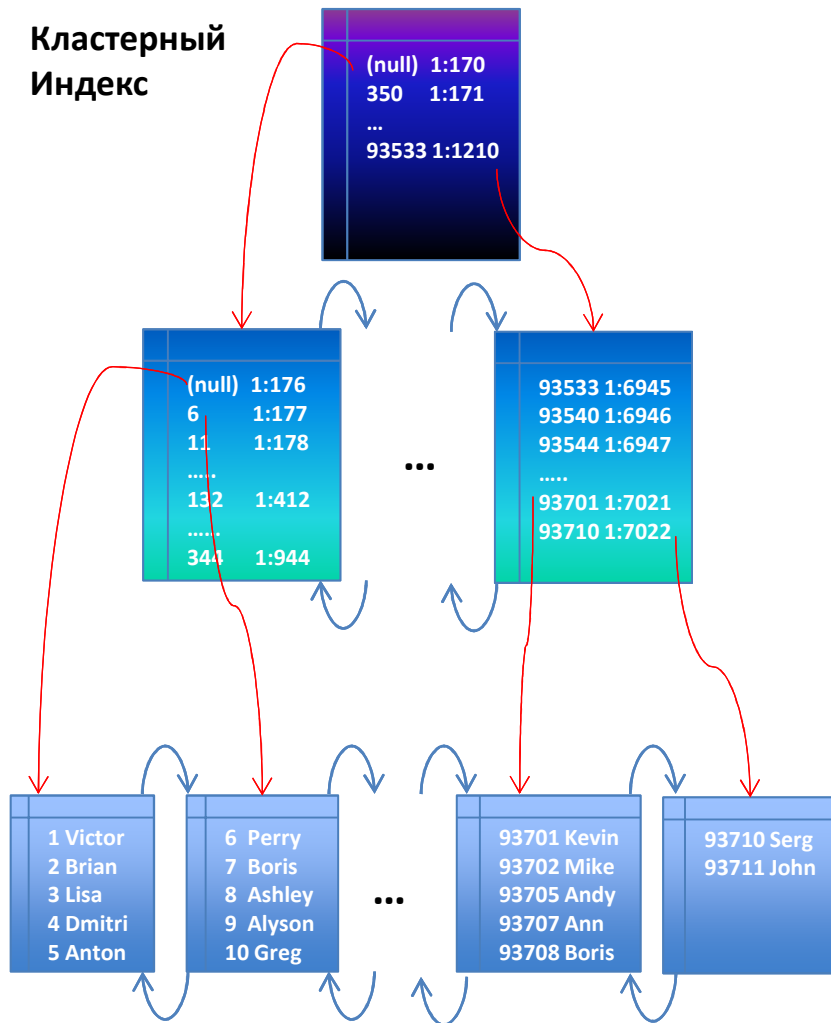 Кластерный
Индекс
(null) 1:170
350 1:171
...
93533 1:1210
(null) 1:176
6 1:177
11 1:178
.....
132 1:412
......
344 1:944
...
93533 1:6945
93540 1:6946
93544 1:6947
.....
93701 1:7021
93710 1:7022
1 Victor
2 Brian
3 Lisa
4 Dmitri
5 Anton
6 Perry
7 Boris
8 Ashley
9 Alyson
10 Greg
...
93701 Kevin
93702 Mike
93705 Andy
93707 Ann
93708 Boris
93710 Serg
93711 John